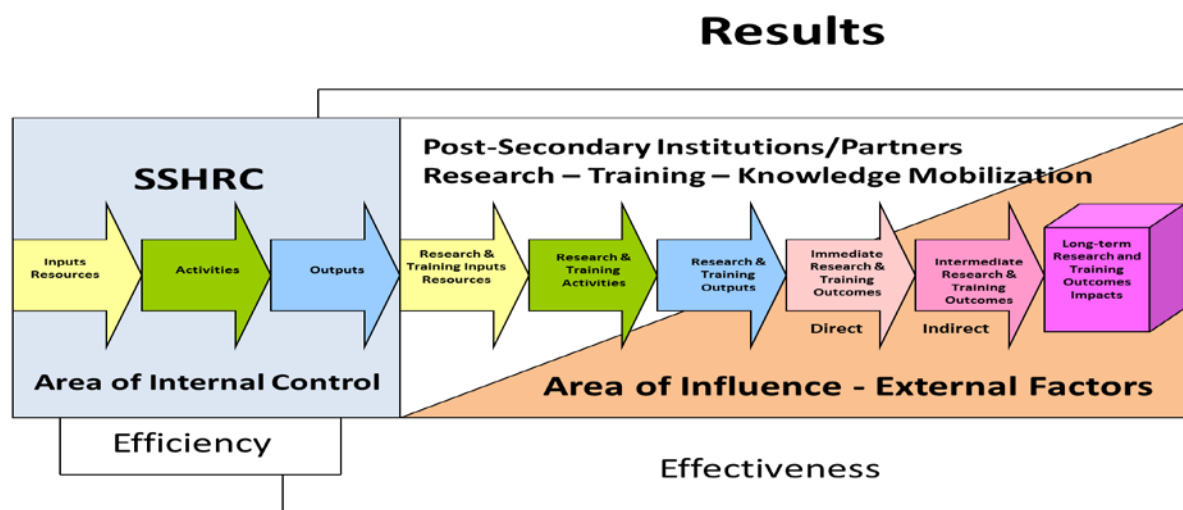 Results
SSHRC
Post-Secondary Institutions/Partners
Research – Training – Knowledge Mobilization
Inputs
Resources
Activities
Outputs
Research &
Training Inputs
Resources
Research &
Training
Activities
Research &
Training
Outputs
Immediate
Research &
Training
Outcomes
Intermediate
Research &
Training
Outcomes
Long-term
Research and
Training
Outcomes
Impacts
Direct
Indirect
Area of Internal Control
Area of Influence - External Factors
Efficiency
Effectiveness